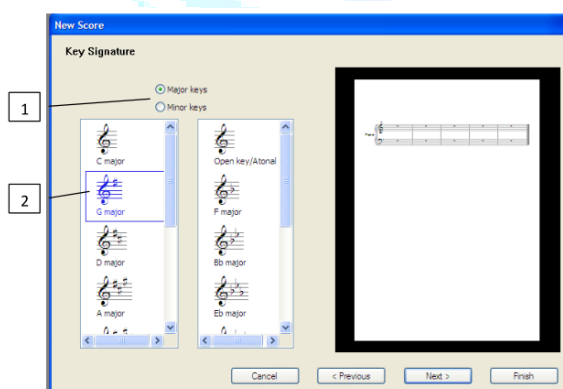 New Score
Key Signature
1
Major keys
Minor keys
2
C major
Open key/Atonal
G major
F major
D major
Bb major
A major
Eb major
Piano
Cancel
< Previous
Next >
Finish